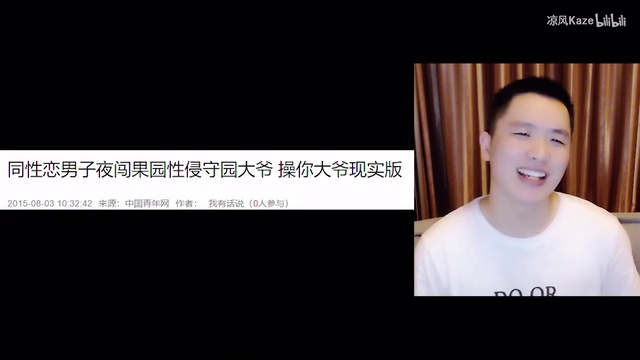 凉风Kaze bilibili
同性恋男子夜闯果园性侵守园大爷 操你大爷现实版
2015-08-03 10:32:42 来源：中国青年网 作者： 我有话说（0人参与）
DO OR